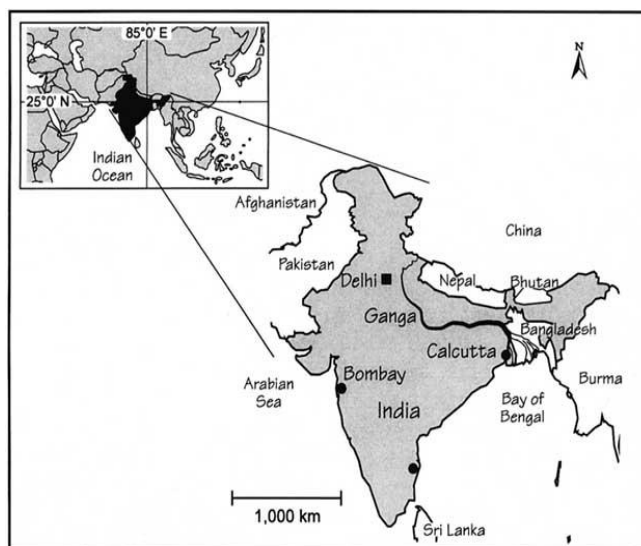 85°0' E
25°0' N
Indian
Ocean
N
Afghanistan
China
Pakistan
Delhi
Nepal
Bhutan
Ganga
Bangladesh
Calcutta
Bombay
Arabian
Sea
India
Bay of
Bengal
Burma
1,000 km
Sri Lanka